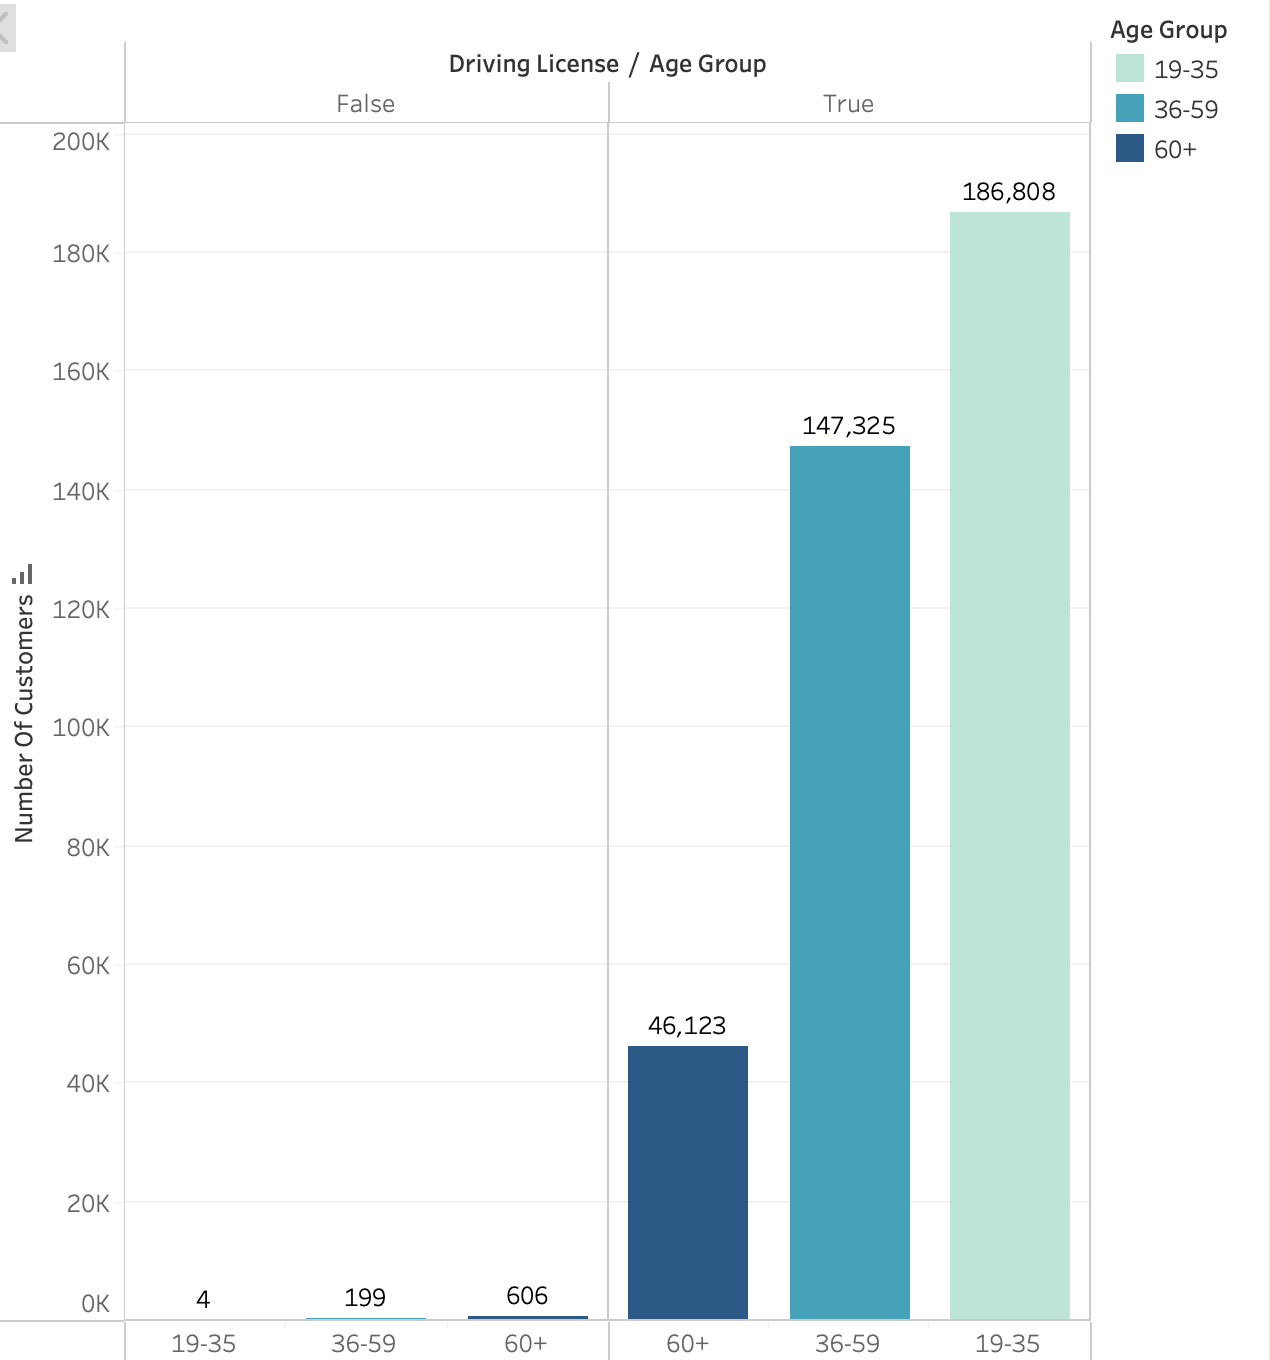 Driving License / Age Group
False
True
Age Group
19-35
36-59
60+
200K
180K
160K
140K
120K
100K
80K
60K
40K
20K
0K
Number Of Customers
4
199
606
46,123
147,325
186,808
19-35
36-59
60+
60+
36-59
19-35